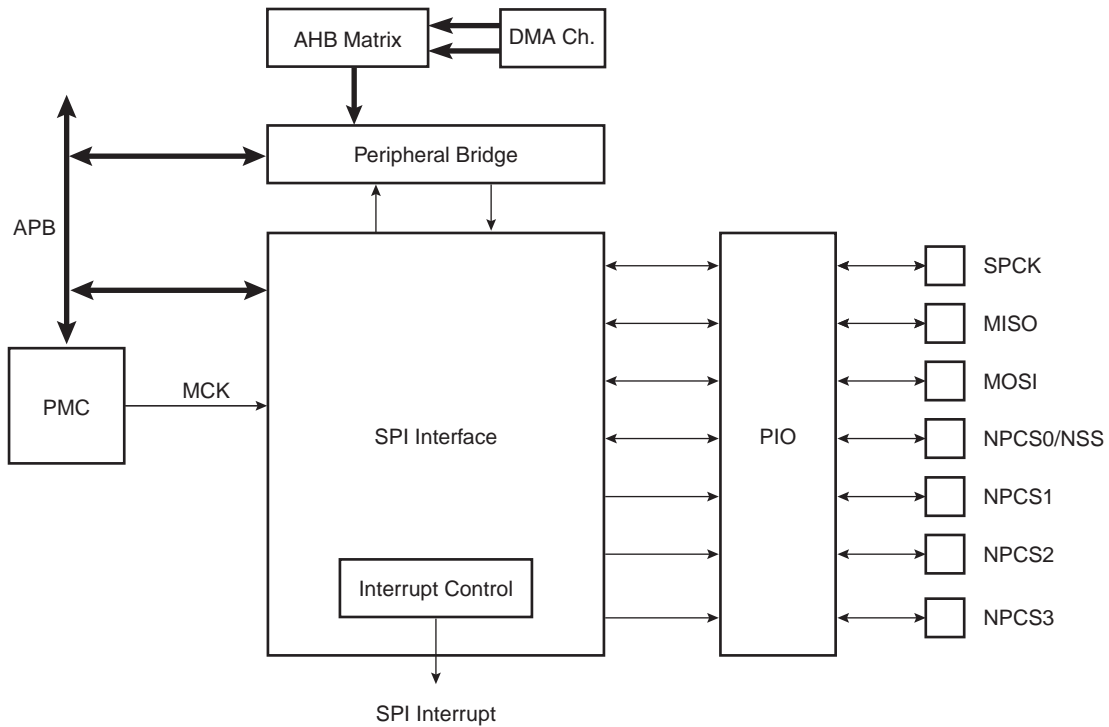 AHB Matrix
DMA Ch.
Peripheral Bridge
APB
SPCK
MISO
MOSI
PMC
MCK
SPI Interface
PIO
NPCS0/NSS
NPCS1
NPCS2
Interrupt Control
NPCS3
SPI Interrupt